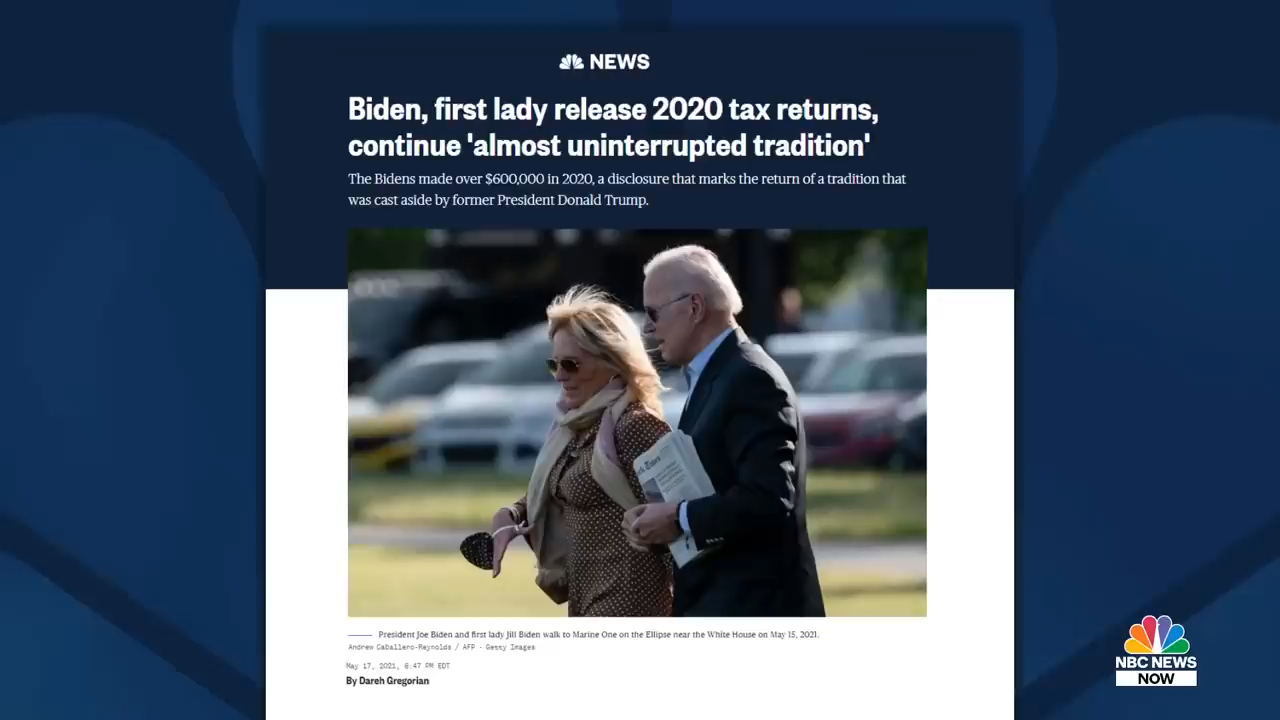 NEWS
Biden, first lady release 2020 tax returns,
continue 'almost uninterrupted tradition'
The Bidens made over $600,000 in 2020, a disclosure that marks the return of a tradition that
was cast aside by former President Donald Trump.
Times
President Joe Biden and first lady Jill Biden walk to Marine One on the Ellipse near the White House on May 15, 2021.
Andrew Caballero-Reynolds / AFP - Getty Images
May 17, 2021, 6:47 PM EDT
By Dareh Gregorian
NBC NEWS
NOW